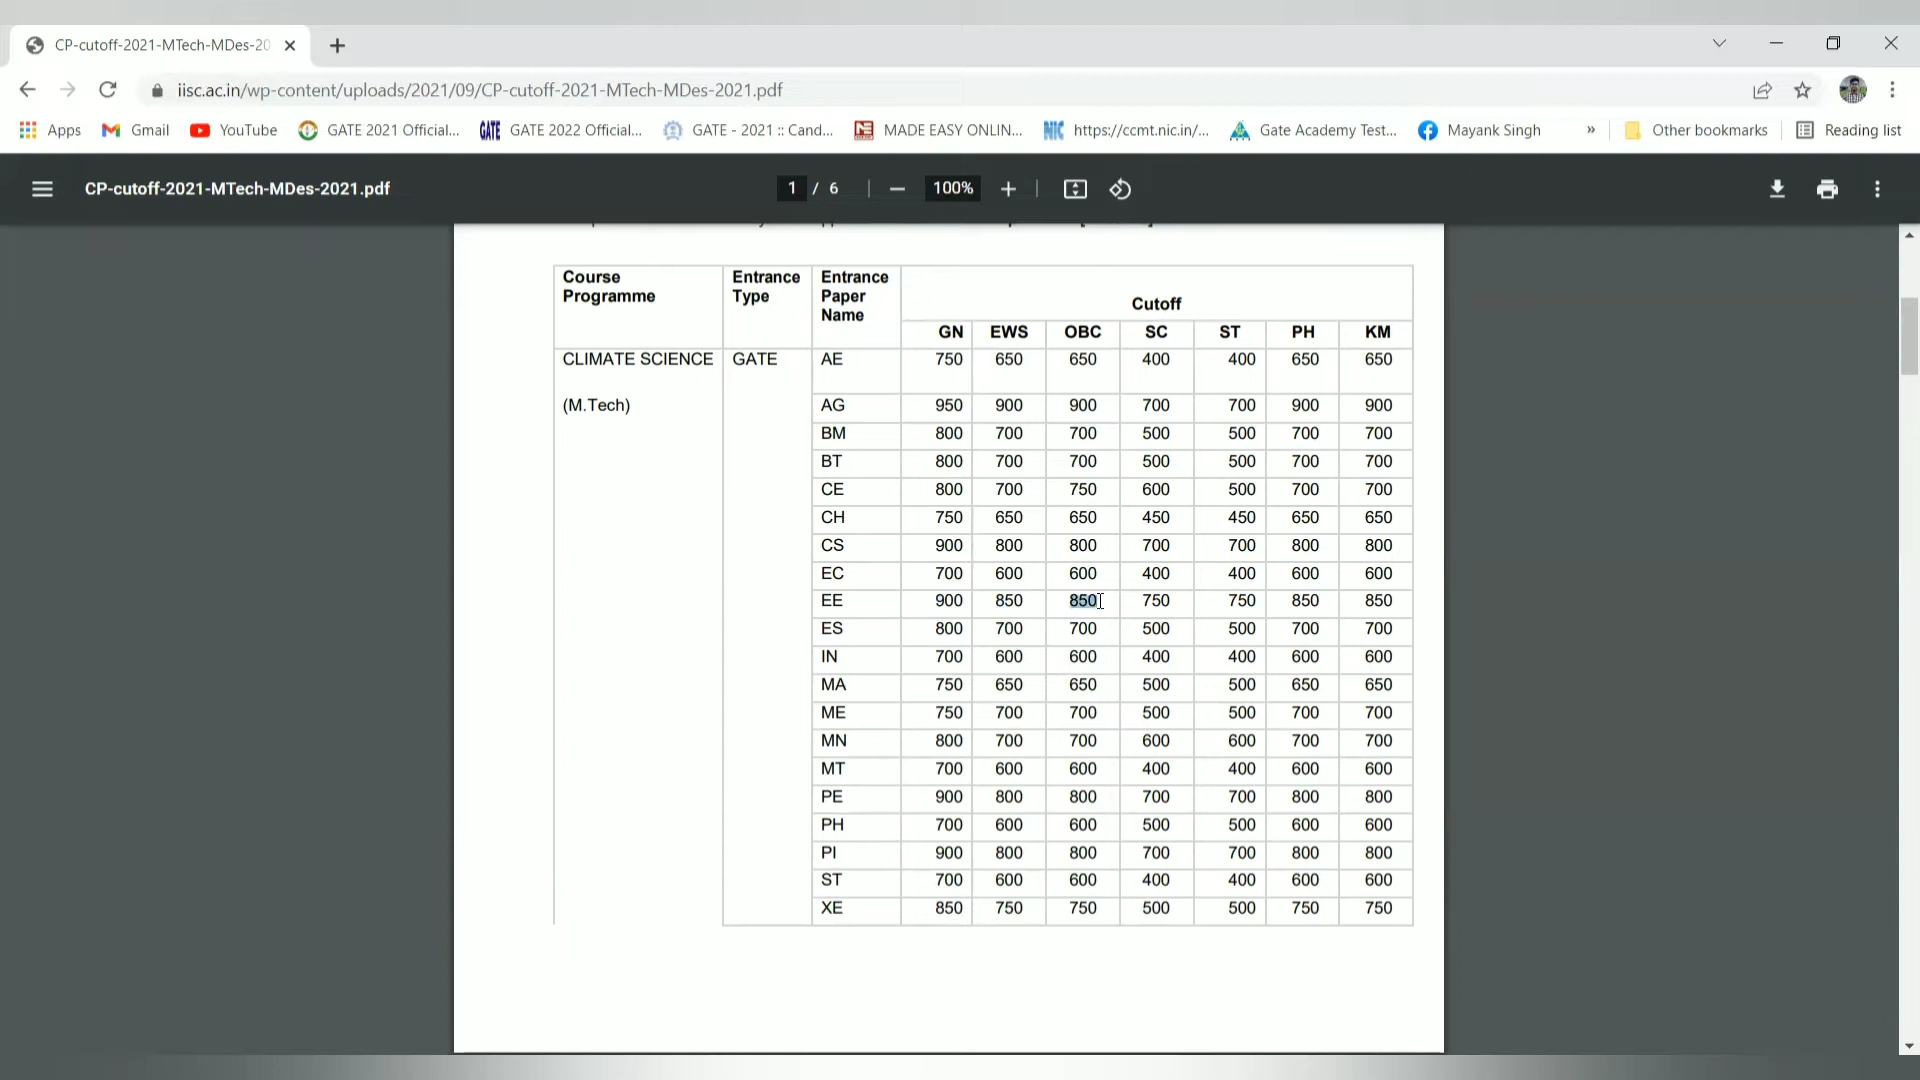 CP-cutoff-2021-MTech-MDes-20
iisc.ac.in/wp-content/uploads/2021/09/CP-cutoff-2021-MTech-MDes-2021.pdf
Apps Gmail YouTube GATE 2021 Official... GATE GATE 2022 Official... GATE - 2021 :: Cand... MADE EASY ONLIN... NIC https://ccmt.nic.in/... Gate Academy Test... Mayank Singh » Other bookmarks Reading list
CP-cutoff-2021-MTech-MDes-2021.pdf 1 / 6 100%
Course Programme Entrance Type Entrance Paper Name Cutoff
GN EWS OBC SC ST PH KM
CLIMATE SCIENCE GATE AE 750 650 650 400 400 650 650
(M.Tech) AG 950 900 900 700 700 900 900
BM 800 700 700 500 500 700 700
BT 800 700 700 500 500 700 700
CE 800 700 750 600 500 700 700
CH 750 650 650 450 450 650 650
CS 900 800 800 700 700 800 800
EC 700 600 600 400 400 600 600
EE 900 850 850 750 750 850 850
ES 800 700 700 500 500 700 700
IN 700 600 600 400 400 600 600
MA 750 650 650 500 500 650 650
ME 750 700 700 500 500 700 700
MN 800 700 700 600 600 700 700
MT 700 600 600 400 400 600 600
PE 900 800 800 700 700 800 800
PH 700 600 600 500 500 600 600
PI 900 800 800 700 700 800 800
ST 700 600 600 400 400 600 600
XE 850 750 750 500 500 750 750